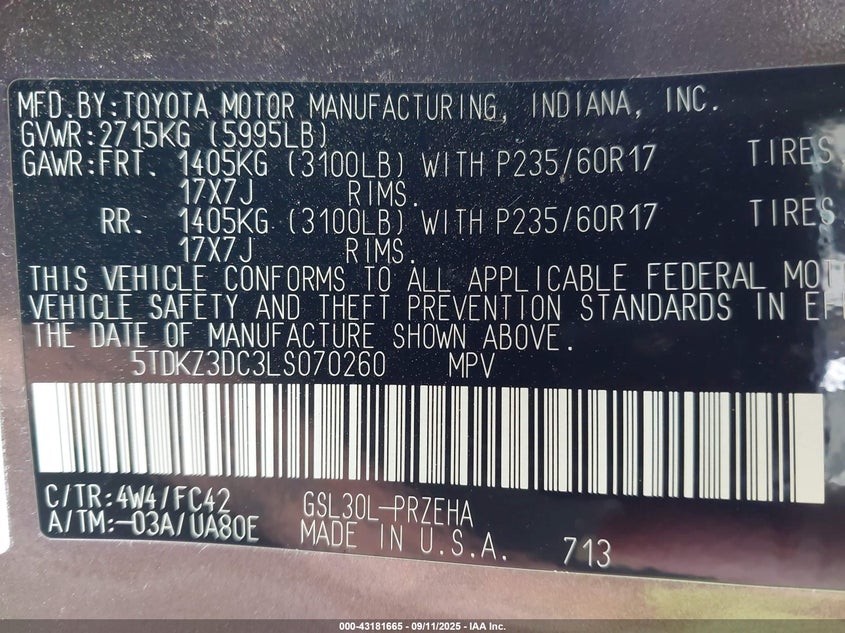 MFD.BY:TOYOTA MOTOR MANUFACTURING, INDIANA, INC.
GVWR:2715KG (5995LB)
GAWR:FRT. 1405KG (3100LB) WITH P235/60R17 TIRES,
17X7J RIMS.
RR. 1405KG (3100LB) WITH P235/60R17 TIRES,
17X7J RIMS.
THIS VEHICLE CONFORMS TO ALL APPLICABLE FEDERAL
VEHICLE SAFETY AND THEFT PREVENTION STANDARDS IN
THE DATE OF MANUFACTURE SHOWN ABOVE.
5TDKZ3DC3LS070260 MPV
C/TR:4W4/FC42 GSL30L-PRZEHA
A/TM:-03A/UA80E MADE IN U.S.A. 713
000-43181665 - 09/11/2025 - IAA Inc.